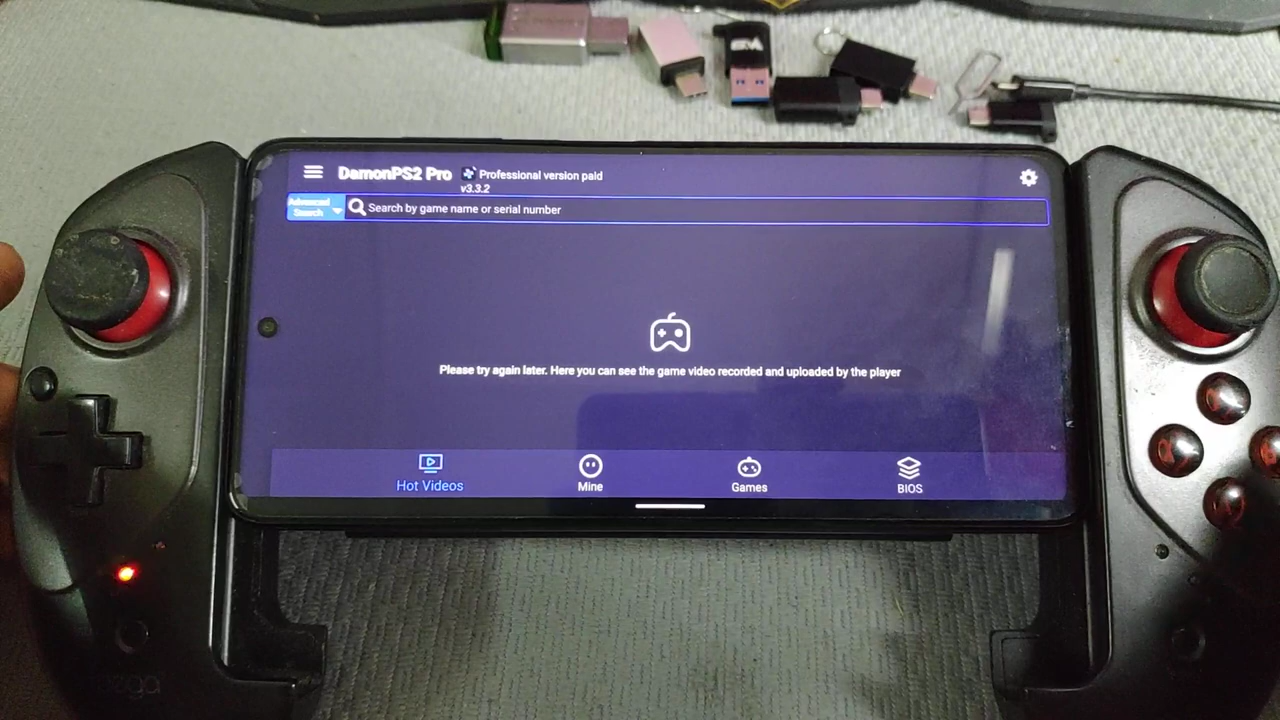 DamonPS2 Pro
Professional version paid
v3.3.2
Advanced
Search
Search by game name or serial number
Please try again later. Here you can see the game video recorded and uploaded by the player
Hot Videos
Mine
Games
BIOS